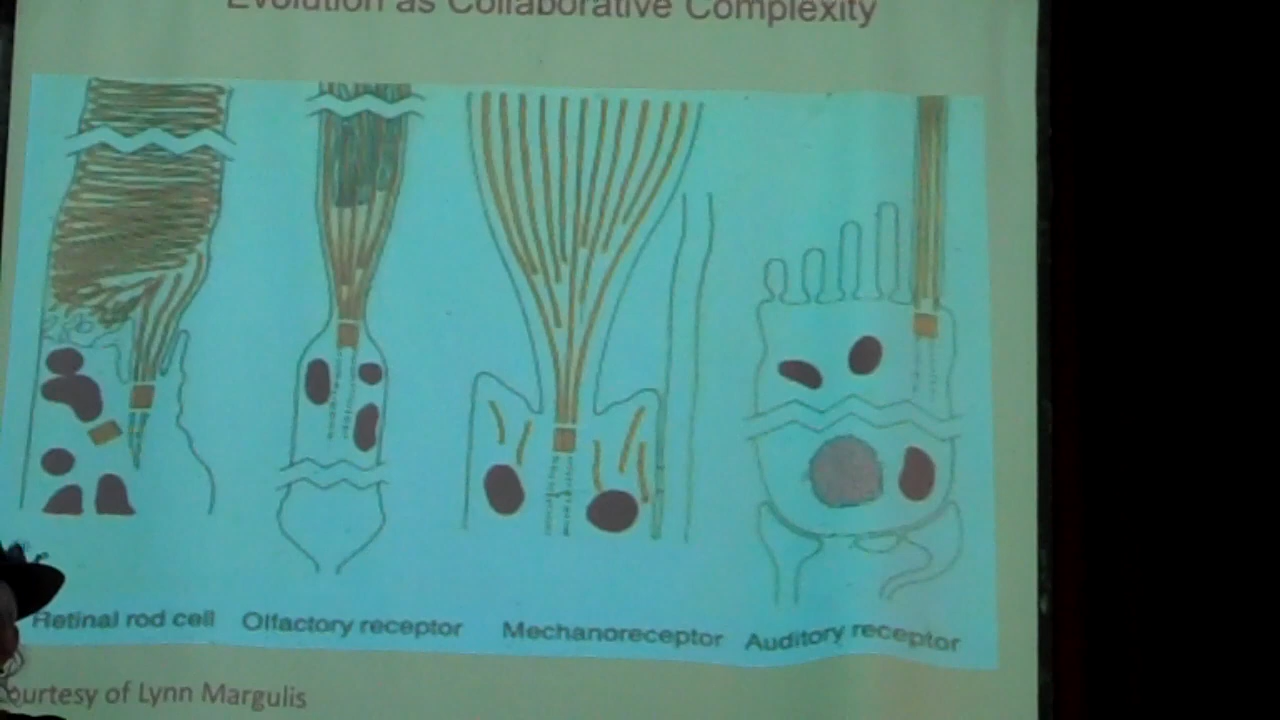 Evolution as Collaborative Complexity
Retinal rod cell Olfactory receptor Mechanoreceptor Auditory receptor
ourtesy of Lynn Margulis